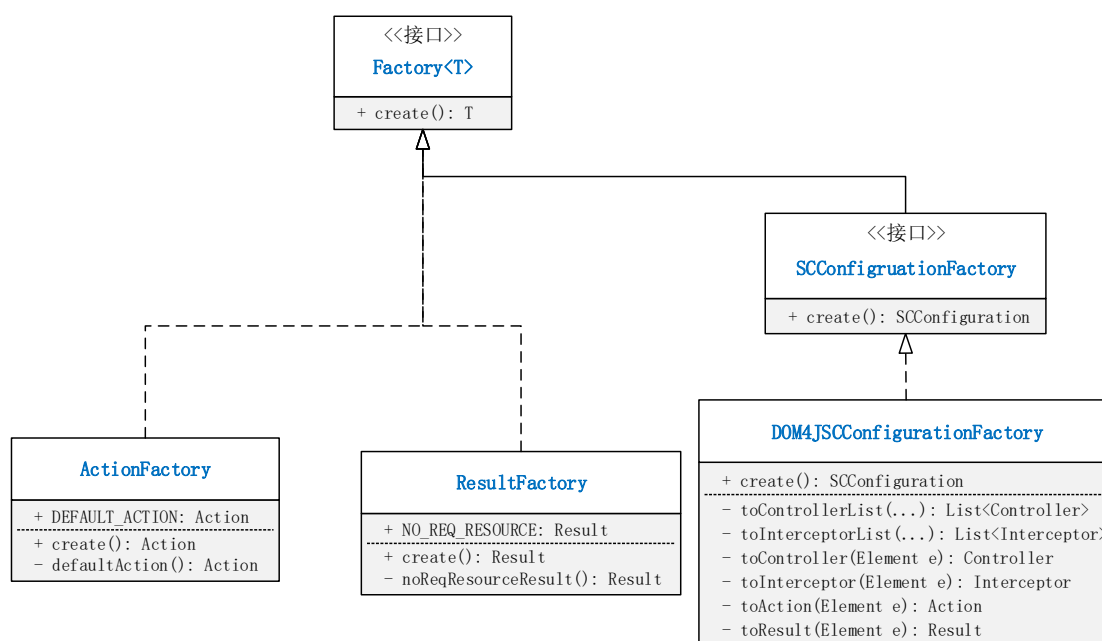 <<接口>>
Factory<T>
+ create(): T
<<接口>>
SCConfigruationFactory
+ create(): SCConfiguration
ActionFactory
+ DEFAULT_ACTION: Action
+ create(): Action
- defaultAction(): Action
ResultFactory
+ NO_REQ_RESOURCE: Result
+ create(): Result
- noReqResourceResult(): Result
DOM4JSCConfigurationFactory
+ create(): SCConfiguration
- toControllerList(...): List<Controller>
- toInterceptorList(...): List<Interceptor>
- toController(Element e): Controller
- toInterceptor(Element e): Interceptor
- toAction(Element e): Action
- toResult(Element e): Result